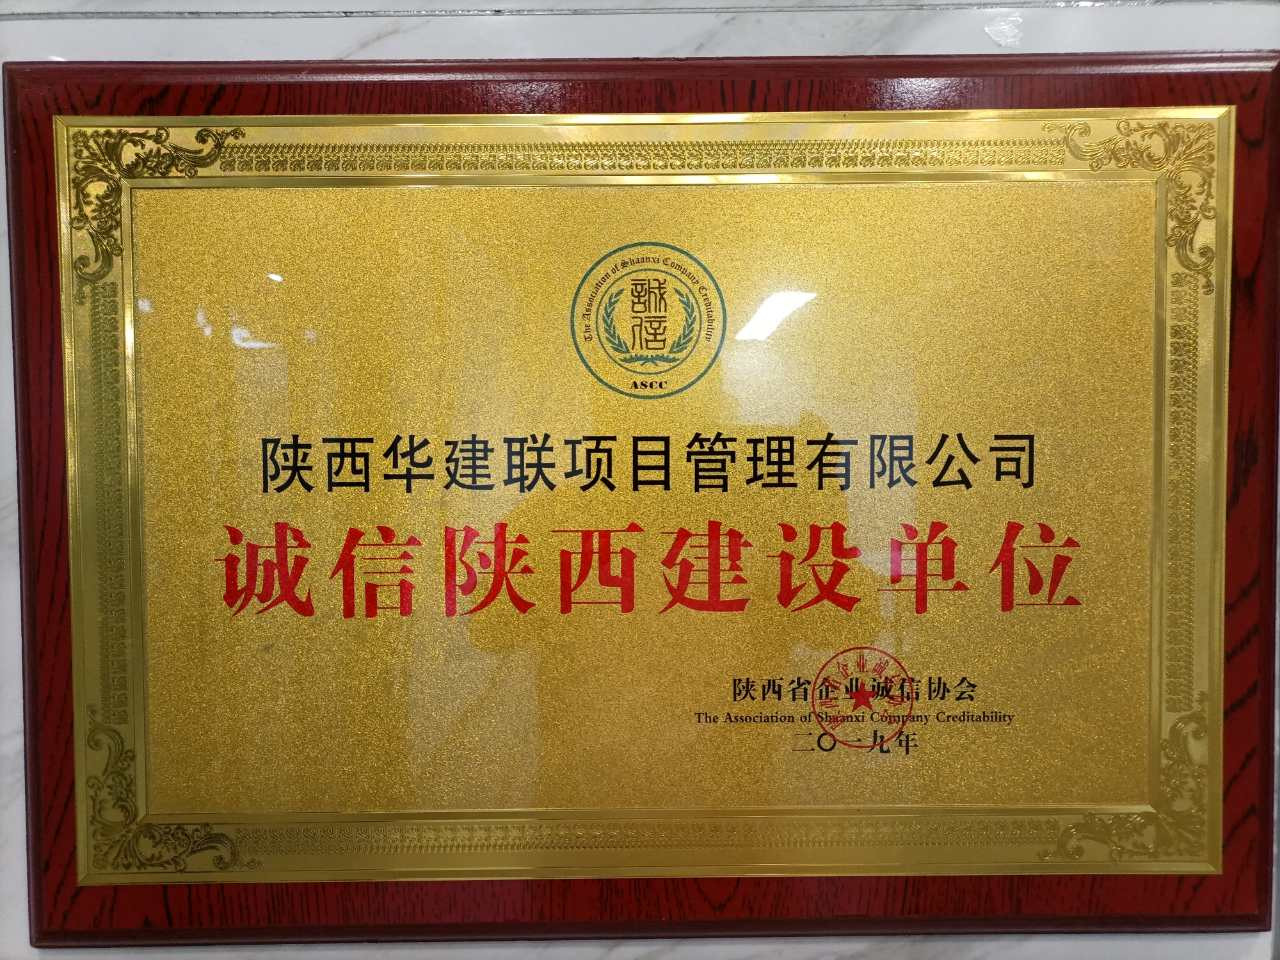 The Association of Shaanxi Company Creditability
誠信
ASCC
陕西华建联项目管理有限公司
诚信陕西建设单位
陕西省企业诚信协会
The Association of Shaanxi Company Creditability
二〇一九年